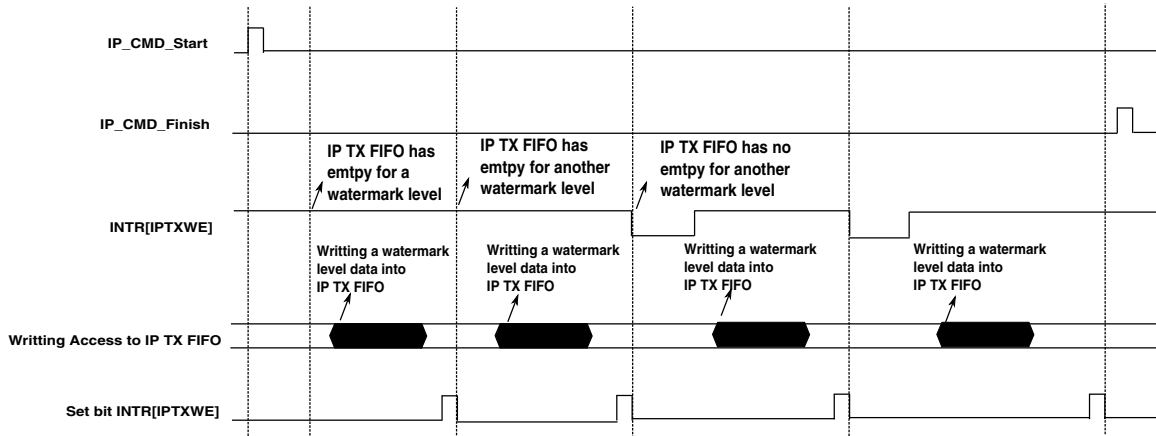 IP_CMD_Start
IP_CMD_Finish
IP TX FIFO has
emtpy for a
watermark level
IP TX FIFO has
emtpy for another
watermark level
IP TX FIFO has no
emtpy for another
watermark level
INTR[IPTXWE]
Writting a watermark
level data into
IP TX FIFO
Writting a watermark
level data into
IP TX FIFO
Writting a watermark
level data into
IP TX FIFO
Writting a watermark
level data into
IP TX FIFO
Writting Access to IP TX FIFO
Set bit INTR[IPTXWE]